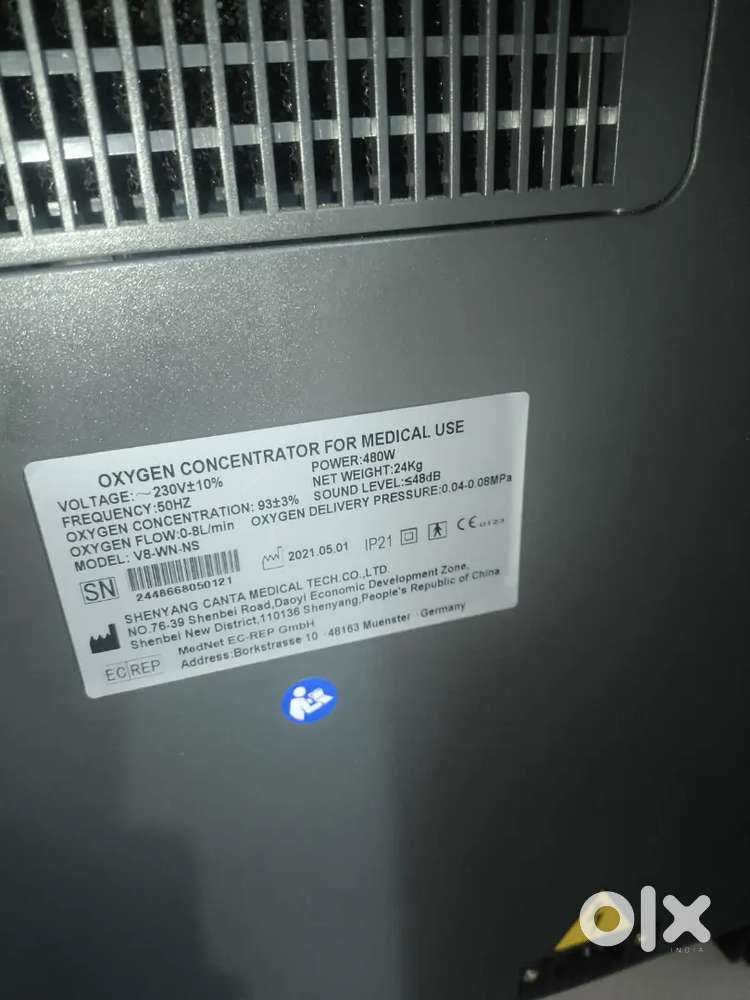 OXYGEN CONCENTRATOR FOR MEDICAL USE
VOLTAGE:~230V±10% POWER:480W
FREQUENCY:50HZ NET WEIGHT:24Kg
OXYGEN CONCENTRATION: 93±3% SOUND LEVEL:≤48dB
OXYGEN FLOW:0-8L/min OXYGEN DELIVERY PRESSURE:0.04-0.08MPa
MODEL: V8-WN-NS
SN 2448668050121 2021.05.01 IP21 CE0123
SHENYANG CANTA MEDICAL TECH.CO.,LTD.
NO.76-39 Shenbei Road,Daoyi Economic Development Zone,
Shenbei New District,110136 Shenyang,People's Republic of China
EC REP MedNet EC-REP GmbH
Address:Borkstrasse 10 ·48163 Muenster · Germany
olx
INDIA